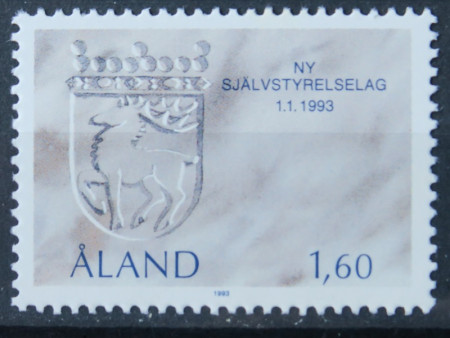 NY
SJÄLVSTYRELSELAG
1.1.1993
ÅLAND 1,60
1993